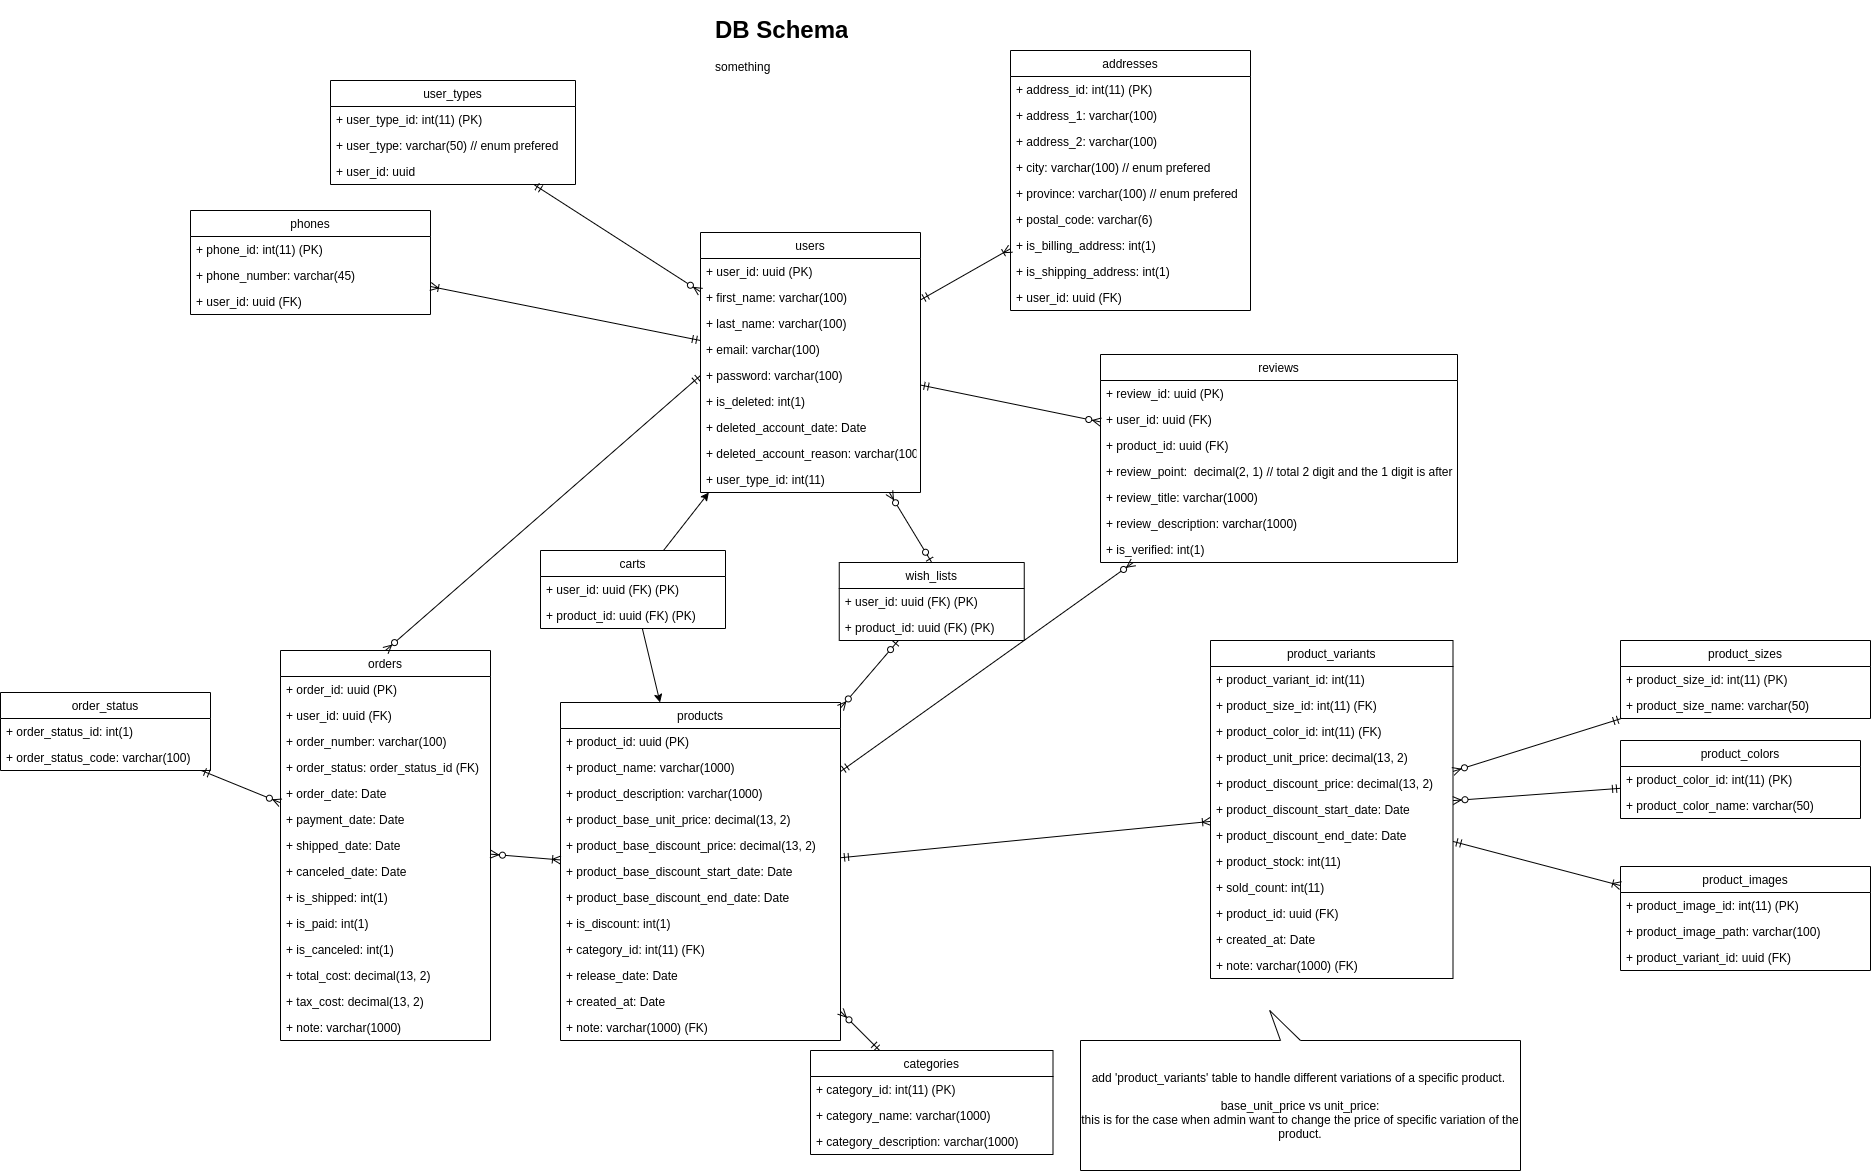 DB Schema
something
user_types
+ user_type_id: int(11) (PK)
+ user_type: varchar(50) // enum prefered
+ user_id: uuid
phones
+ phone_id: int(11) (PK)
+ phone_number: varchar(45)
+ user_id: uuid (FK)
users
+ user_id: uuid (PK)
+ first_name: varchar(100)
+ last_name: varchar(100)
+ email: varchar(100)
+ password: varchar(100)
+ is_deleted: int(1)
+ deleted_account_date: Date
+ deleted_account_reason: varchar(100
+ user_type_id: int(11)
addresses
+ address_id: int(11) (PK)
+ address_1: varchar(100)
+ address_2: varchar(100)
+ city: varchar(100) // enum prefered
+ province: varchar(100) // enum prefered
+ postal_code: varchar(6)
+ is_billing_address: int(1)
+ is_shipping_address: int(1)
+ user_id: uuid (FK)
reviews
+ review_id: uuid (PK)
+ user_id: uuid (FK)
+ product_id: uuid (FK)
+ review_point:  decimal(2, 1) // total 2 digit and the 1 digit is after
+ review_title: varchar(1000)
+ review_description: varchar(1000)
+ is_verified: int(1)
carts
+ user_id: uuid (FK) (PK)
+ product_id: uuid (FK) (PK)
wish_lists
+ user_id: uuid (FK) (PK)
+ product_id: uuid (FK) (PK)
order_status
+ order_status_id: int(1)
+ order_status_code: varchar(100)
orders
+ order_id: uuid (PK)
+ user_id: uuid (FK)
+ order_number: varchar(100)
+ order_status: order_status_id (FK)
+ order_date: Date
+ payment_date: Date
+ shipped_date: Date
+ canceled_date: Date
+ is_shipped: int(1)
+ is_paid: int(1)
+ is_canceled: int(1)
+ total_cost: decimal(13, 2)
+ tax_cost: decimal(13, 2)
+ note: varchar(1000)
products
+ product_id: uuid (PK)
+ product_name: varchar(1000)
+ product_description: varchar(1000)
+ product_base_unit_price: decimal(13, 2)
+ product_base_discount_price: decimal(13, 2)
+ product_base_discount_start_date: Date
+ product_base_discount_end_date: Date
+ is_discount: int(1)
+ category_id: int(11) (FK)
+ release_date: Date
+ created_at: Date
+ note: varchar(1000) (FK)
product_variants
+ product_variant_id: int(11)
+ product_size_id: int(11) (FK)
+ product_color_id: int(11) (FK)
+ product_unit_price: decimal(13, 2)
+ product_discount_price: decimal(13, 2)
+ product_discount_start_date: Date
+ product_discount_end_date: Date
+ product_stock: int(11)
+ sold_count: int(11)
+ product_id: uuid (FK)
+ created_at: Date
+ note: varchar(1000) (FK)
product_sizes
+ product_size_id: int(11) (PK)
+ product_size_name: varchar(50)
product_colors
+ product_color_id: int(11) (PK)
+ product_color_name: varchar(50)
product_images
+ product_image_id: int(11) (PK)
+ product_image_path: varchar(100)
+ product_variant_id: uuid (FK)
categories
+ category_id: int(11) (PK)
+ category_name: varchar(1000)
+ category_description: varchar(1000)
add 'product_variants' table to handle different variations of a specific product.
base_unit_price vs unit_price:
this is for the case when admin want to change the price of specific variation of the
product.